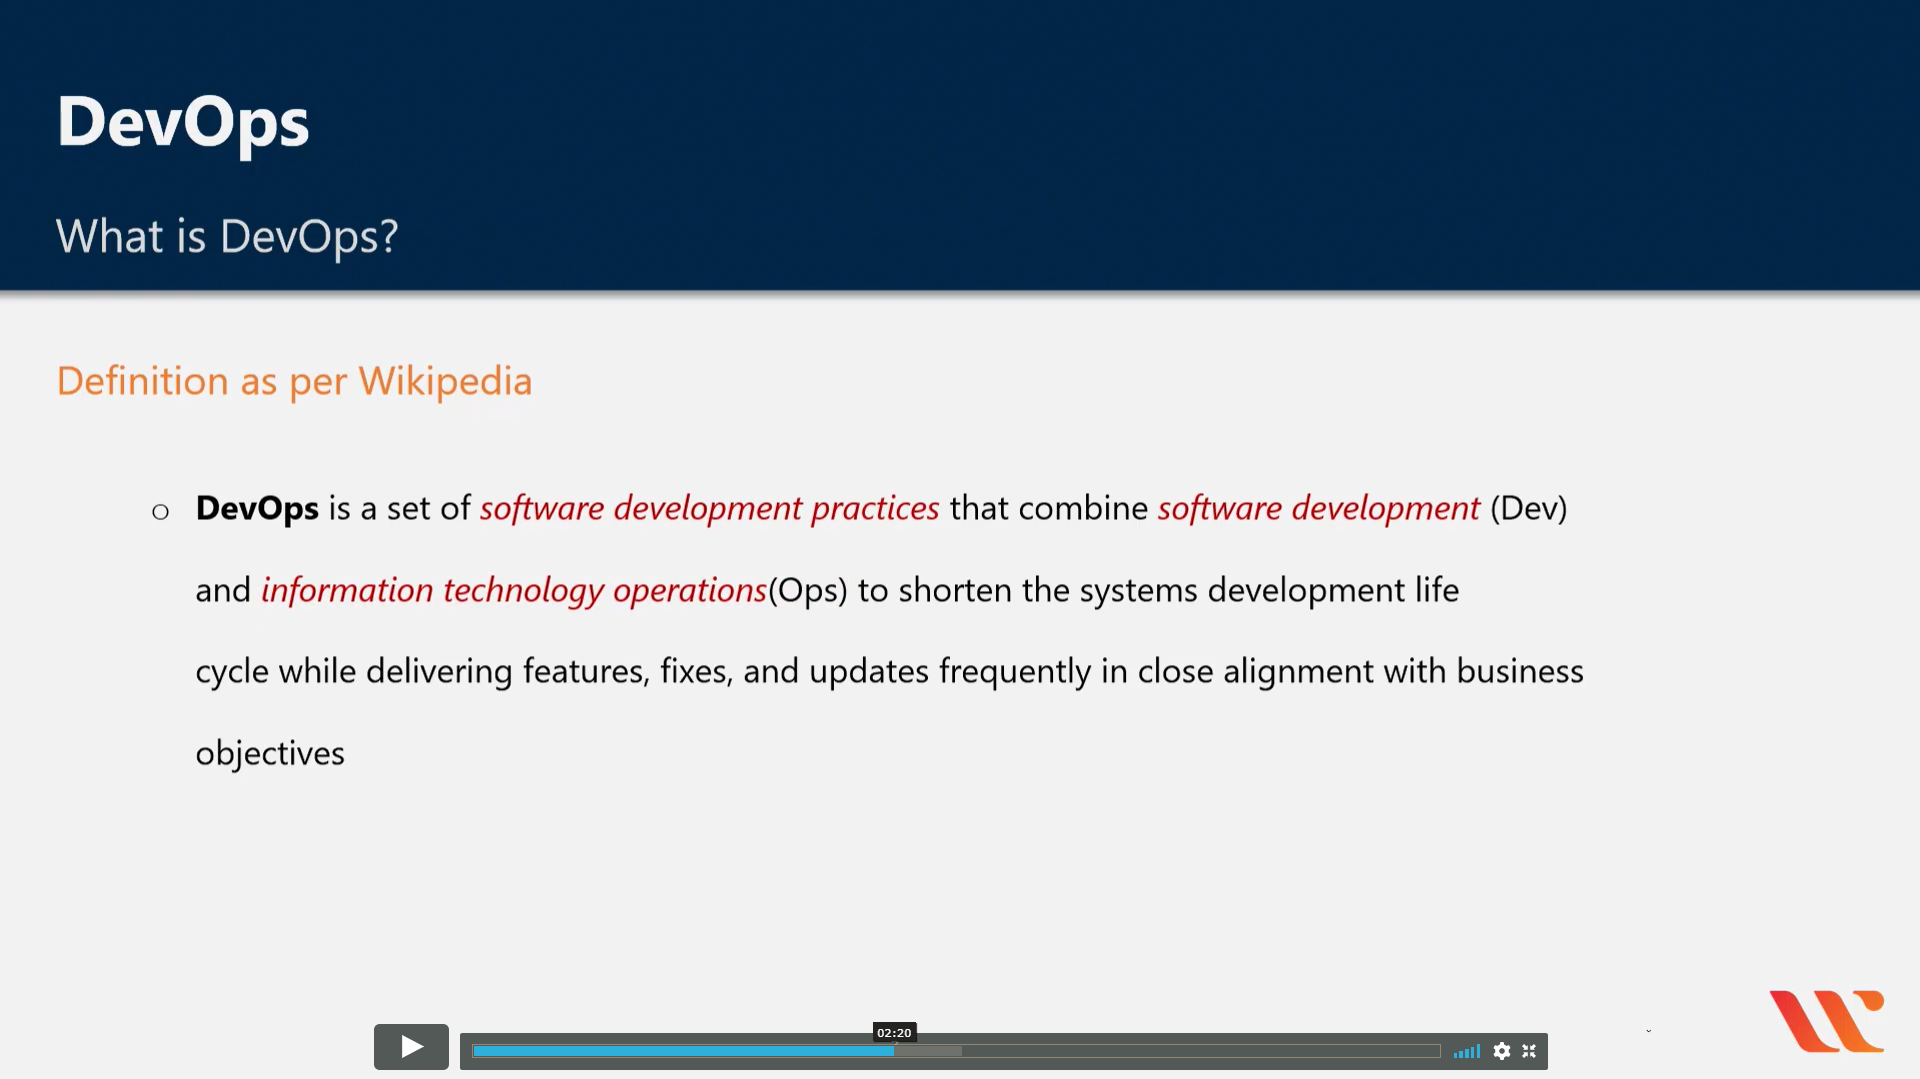 DevOps
What is DevOps?
Definition as per Wikipedia
○ DevOps is a set of software development practices that combine software development (Dev)
and information technology operations(Ops) to shorten the systems development life
cycle while delivering features, fixes, and updates frequently in close alignment with business
objectives
02:20